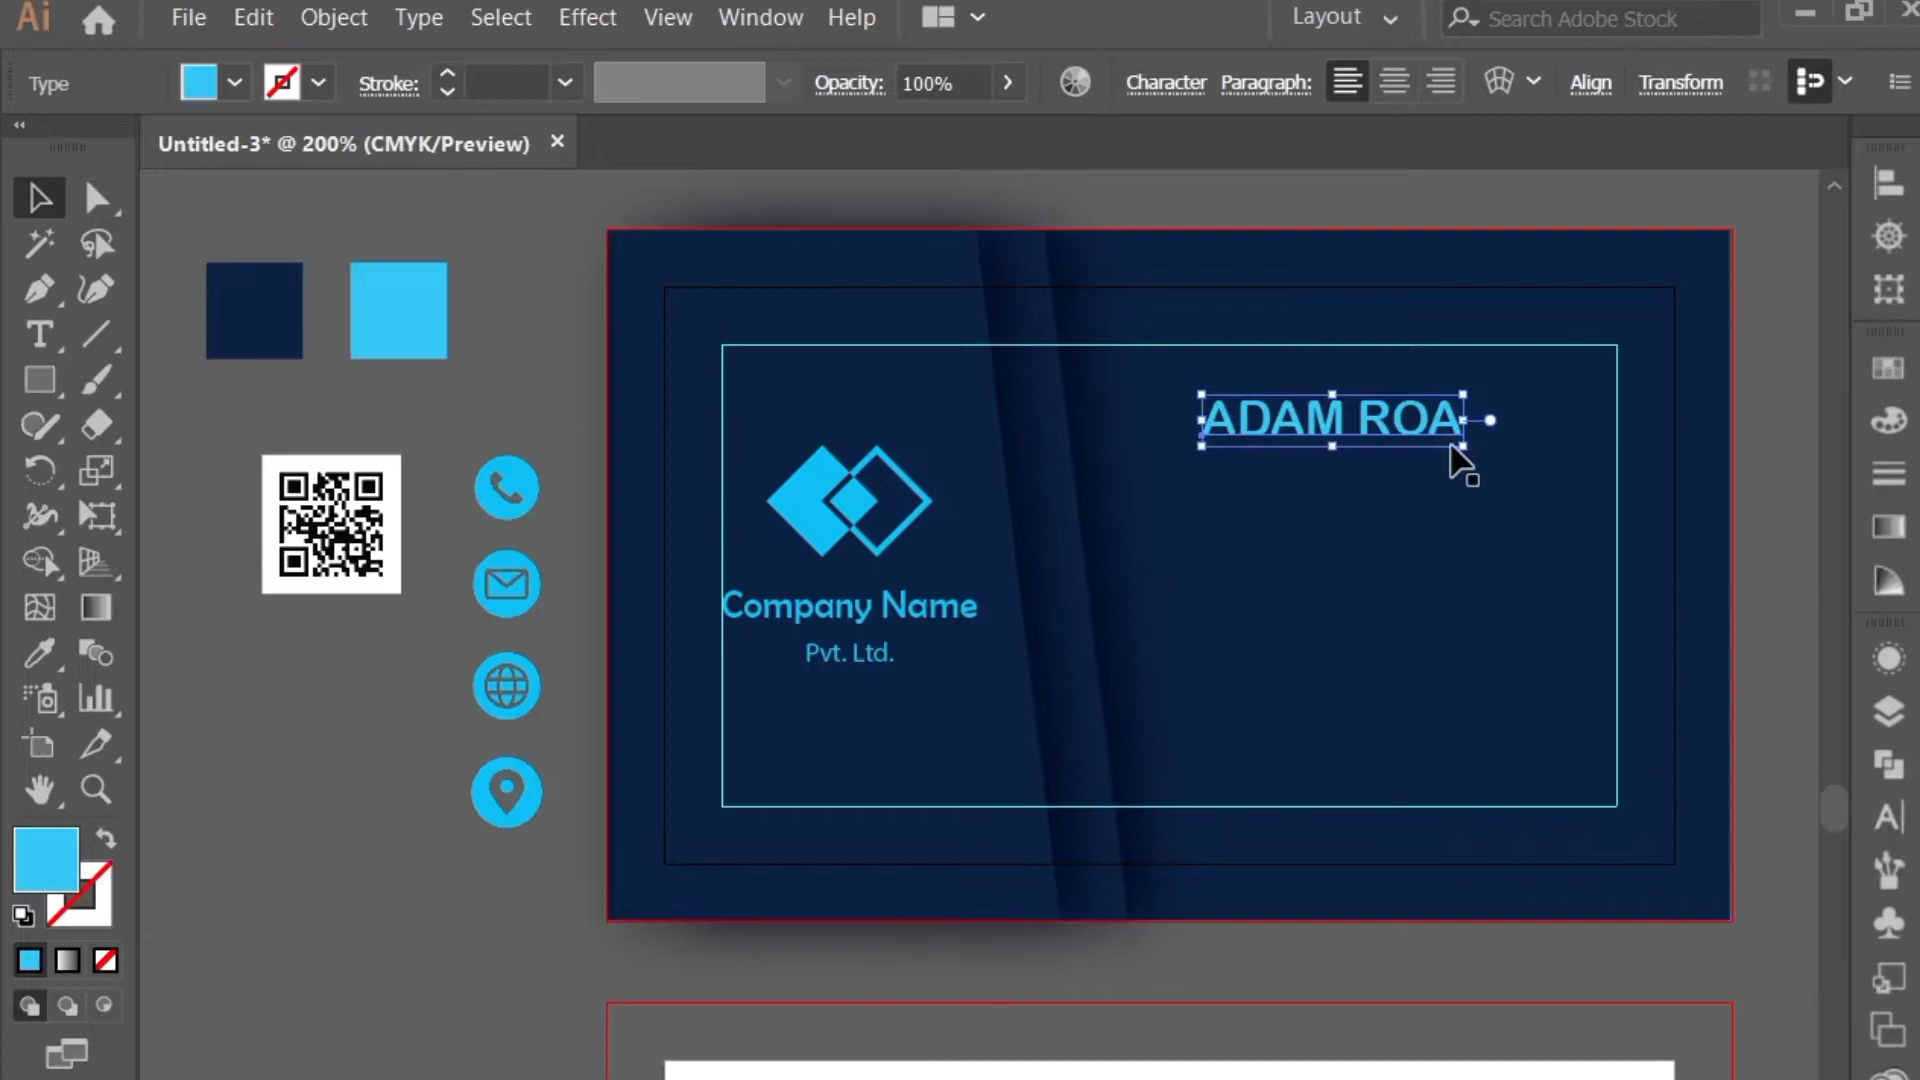 Ai File Edit Object Type Select Effect View Window Help Layout Search Adobe Stock
Type Stroke: Opacity: 100% Character Paragraph: Align Transform
Untitled-3* @ 200% (CMYK/Preview)
ADAM ROA
Company Name
Pvt. Ltd.